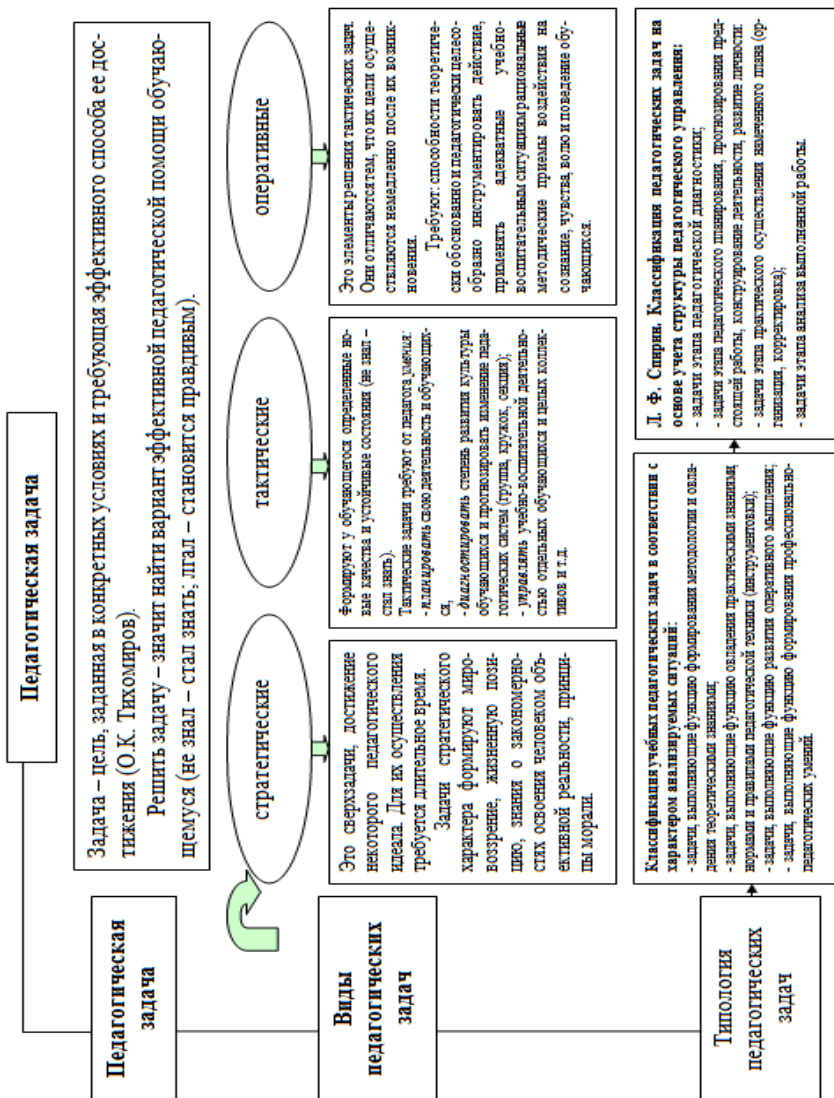 Педагогическая задача
Педагогическая
задача
Задача – цель, заданная в конкретных условиях и требующая эффективного способа ее дос-
тижения (О.К. Тихомиров).
Решить задачу – значит найти вариант эффективной педагогической помощи обучаю-
щемуся (не знал – стал знать; лгал – становится правдивым).
Виды
педагогических
задач
стратегические
тактические
оперативные
Это сверхзадачи, достижение
некоторого педагогического
идеала. Для их осуществления
требуется длительное время.
Задачи стратегического
характера формируют миро-
воззрение, жизненную пози-
цию, знания о закономерно-
стях освоения человеком объ-
ективной реальности, принци-
пы морали.
Формируют у обучающегося определенные но-
вые качества и устойчивые состояния (не знал –
стал знать).
Тактические задачи требуют от педагога умения:
- планировать свою деятельность и обучающих-
ся,
- диагностировать степень развития культуры
обучающихся и прогнозировать изменение педа-
гогических систем (группа, кружок, секция);
- управлять учебно-воспитательной деятельно-
стью отдельных обучающихся и целых коллек-
тивов и т.д.
Это элементы решения тактических задач.
Они отличаются тем, что их цели осуще-
ствляются немедленно после их возник-
новения.
Требуют: способности теоретиче-
ски обоснованно и педагогически целесо-
образно инструментировать действие,
применять адекватные учебно-
воспитательным ситуациям рациональные
методические приемы воздействия на
сознание, чувства, волю и поведение обу-
чающихся.
Типология
педагогических
задач
Классификация учебных педагогических задач в соответствии с
характером анализируемых ситуаций:
- задачи, выполняющие функцию формирования методологии и овла-
дения теоретическими знаниями;
- задачи, выполняющие функцию овладения практическими знаниями,
нормами и правилами педагогической техники (инструментовки);
- задачи, выполняющие функцию развития оперативного мышления;
- задачи, выполняющие функцию формирования профессионально-
педагогических умений.
Л. Ф. Спирин. Классификация педагогических задач на
основе учета структуры педагогического управления:
- задачи этапа педагогической диагностики;
- задачи этапа педагогического планирования, прогнозирования пред-
стоящей работы, конструирование деятельности, развитие личности;
- задачи этапа практического осуществления намеченного плана (ор-
ганизация, корректировка);
- задачи этапа анализа выполненной работы.